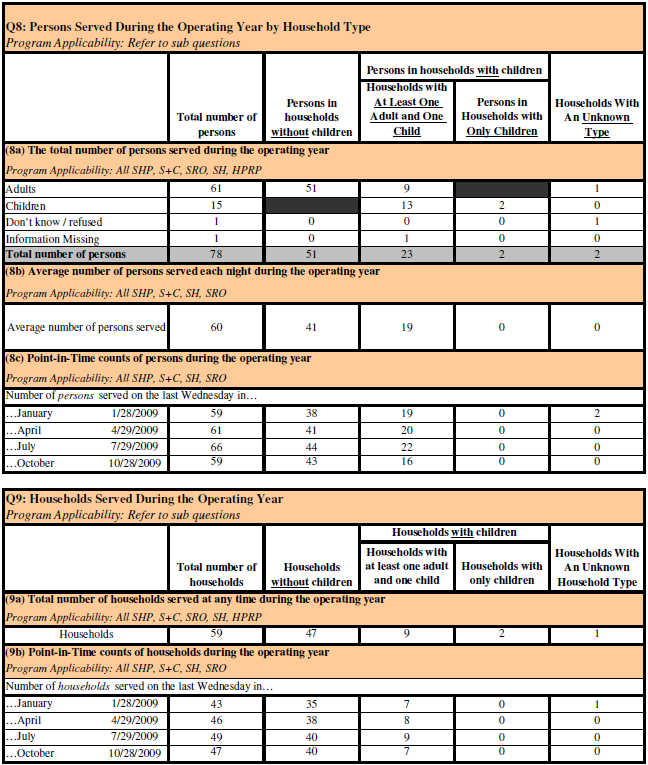 Q8: Persons Served During the Operating Year by Household Type
Program Applicability: Refer to sub questions
Persons in households with children
Total number of persons
Persons in households without children
Households with At Least One Adult and One Child
Persons in Households with Only Children
Households With An Unknown Type
(8a) The total number of persons served during the operating year
Program Applicability: All SHP, S+C, SRO, SH, HPRP
Adults 61 51 9 1
Children 15 13 2 0
Don't know / refused 1 0 0 0 1
Information Missing 1 0 1 0 0
Total number of persons 78 51 23 2 2
(8b) Average number of persons served each night during the operating year
Program Applicability: All SHP, S+C, SH, SRO
Average number of persons served 60 41 19 0 0
(8c) Point-in-Time counts of persons during the operating year
Program Applicability: All SHP, S+C, SH, SRO
Number of persons served on the last Wednesday in…
…January 1/28/2009 59 38 19 0 2
…April 4/29/2009 61 41 20 0 0
…July 7/29/2009 66 44 22 0 0
…October 10/28/2009 59 43 16 0 0
Q9: Households Served During the Operating Year
Program Applicability: Refer to sub questions
Households with children
Total number of households
Households without children
Households with at least one adult and one child
Households with only children
Households With An Unknown Household Type
(9a) Total number of households served at any time during the operating year
Program Applicability: All SHP, S+C, SRO, SH, HPRP
Households 59 47 9 2 1
(9b) Point-in-Time counts of households during the operating year
Program Applicability: All SHP, S+C, SH, SRO
Number of households served on the last Wednesday in…
…January 1/28/2009 43 35 7 0 1
…April 4/29/2009 46 38 8 0 0
…July 7/29/2009 49 40 9 0 0
…October 10/28/2009 47 40 7 0 0